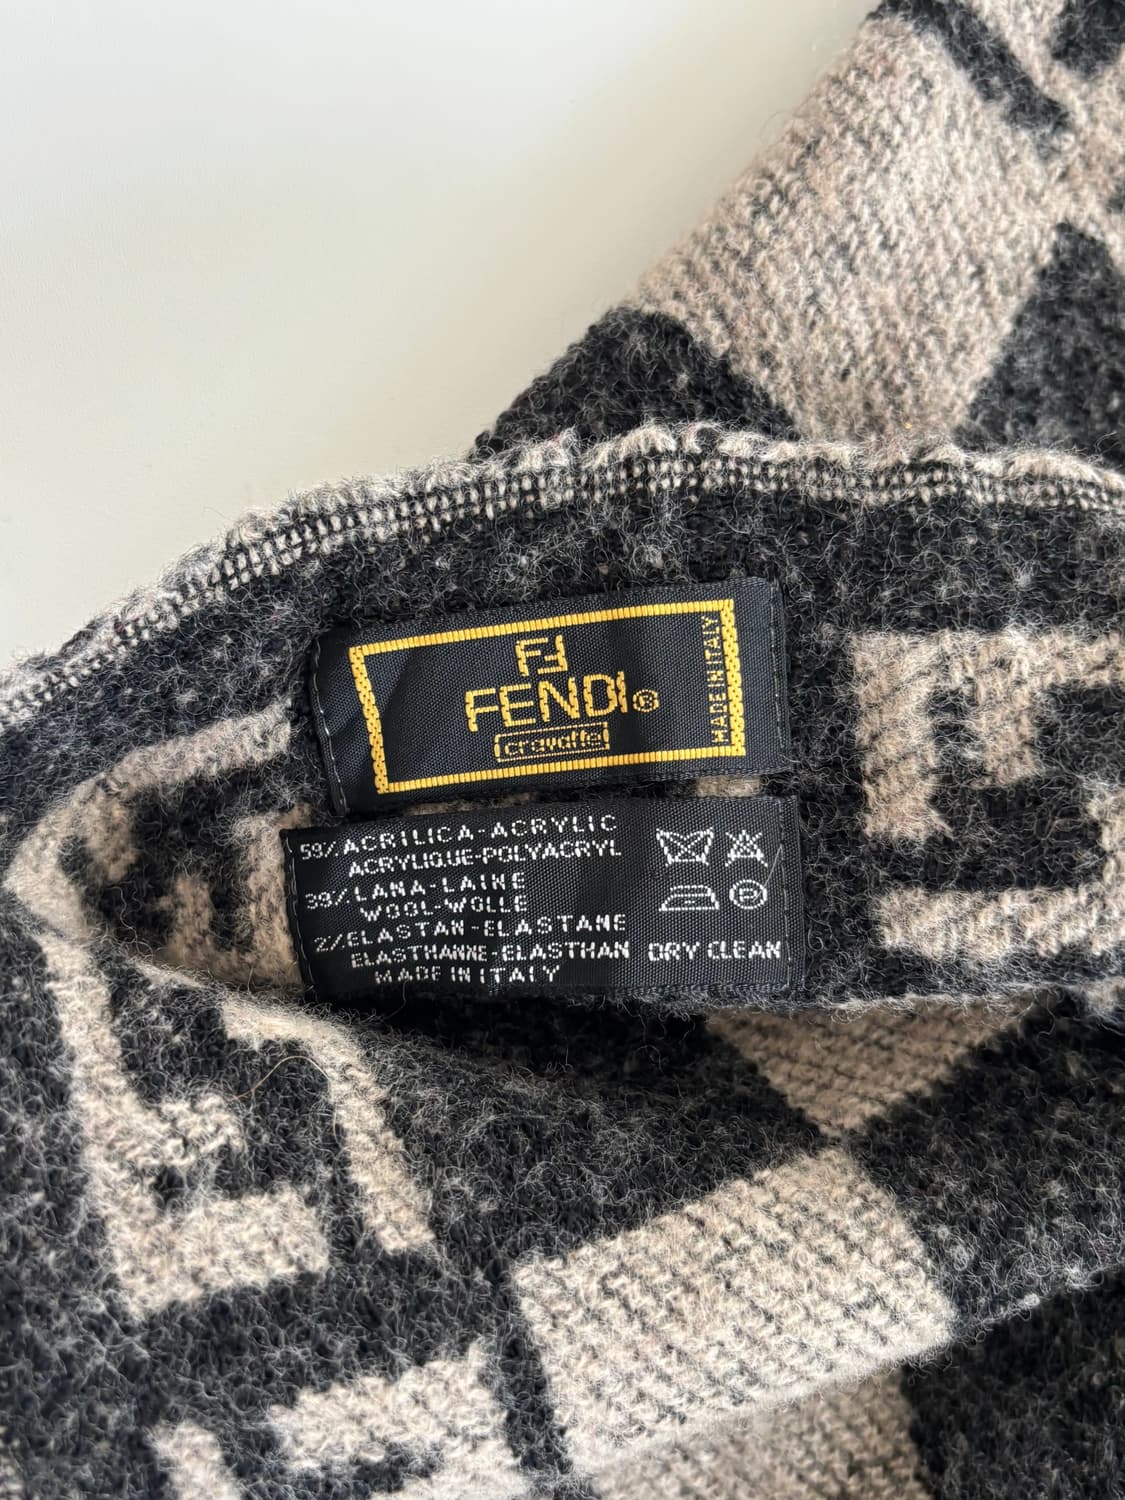 FF
FENDI®
cravatte
MADE IN ITALY
59% ACRILICA-ACRYLIC
ACRYLIQUE-POLYACRYL
39% LANA-LAINE
WOOL-WOLLE
2% ELASTAN-ELASTANE
ELASTHANNE-ELASTHAN
MADE IN ITALY
P
DRY CLEAN